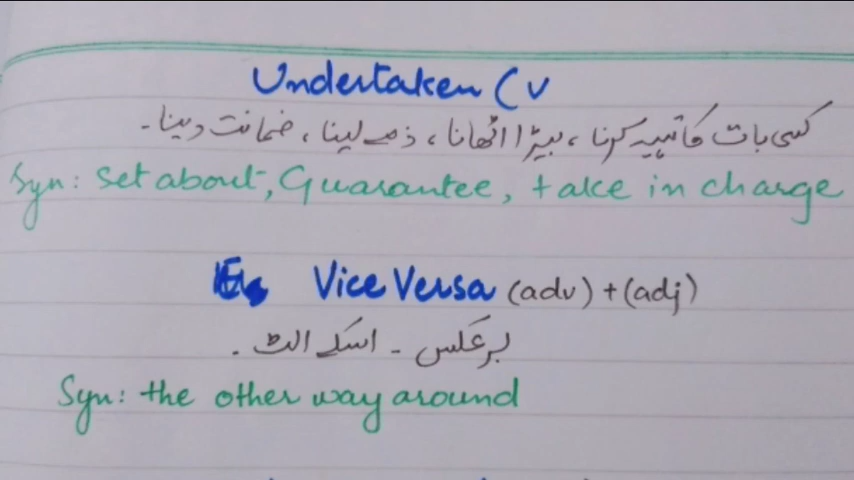 Undertaken (v
کسی بات کا تہیہ کرنا ، بیڑا اٹھانا ، ذمے لینا ، ضمانت دینا۔
Syn: set about, Guarantee, take in charge
Vice Versa (adv) + (adj)
برعکس ۔ اسکے الٹ ۔
Syn: the other way around